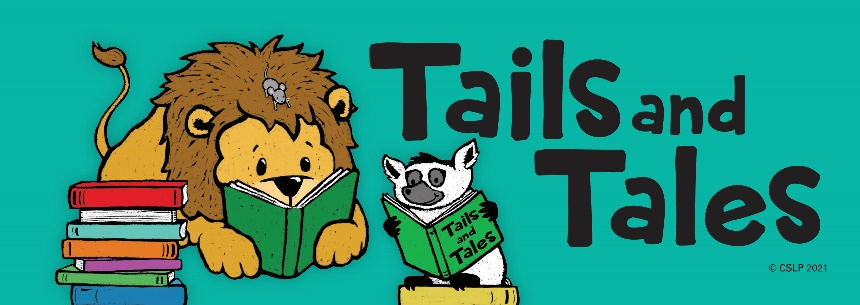 Tails and
Tales
Tails
and
Tales
© CSLP 2021